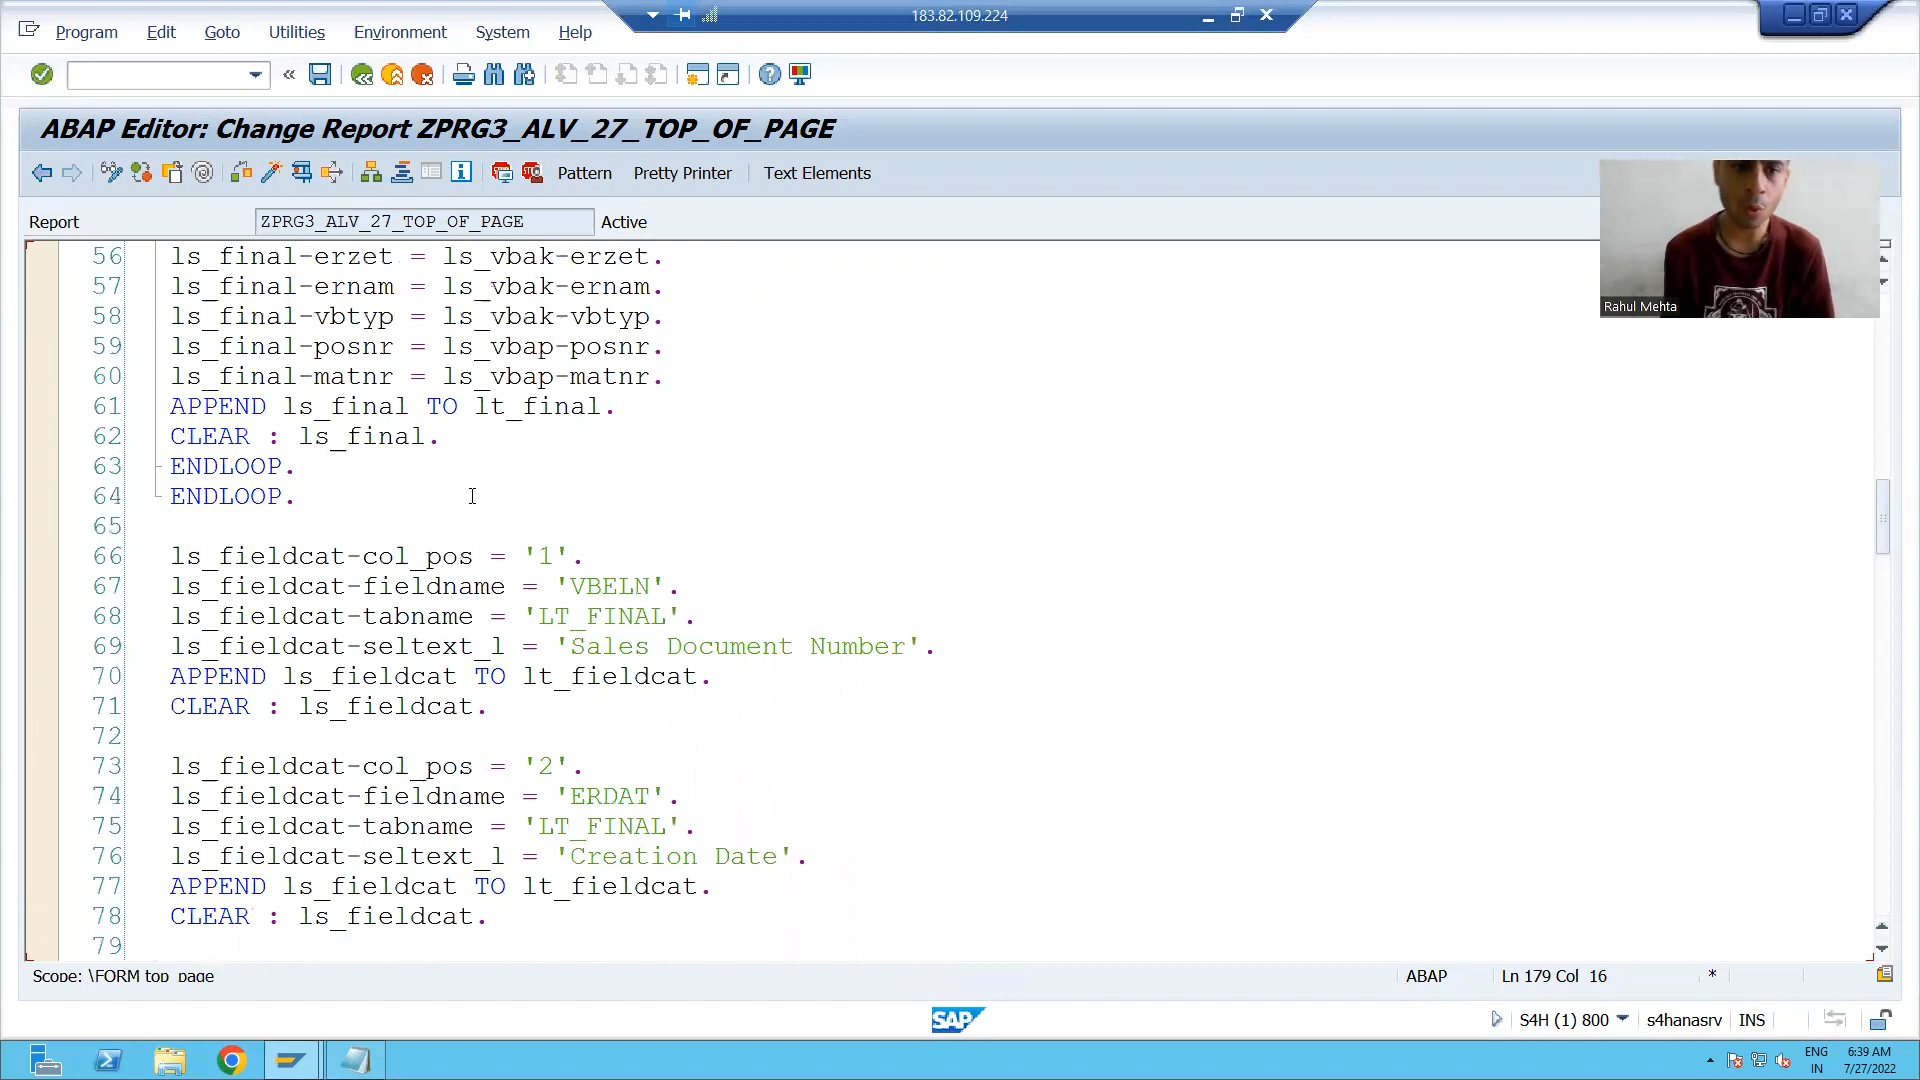 183.82.109.224
Program Edit Goto Utilities Environment System Help
ABAP Editor: Change Report ZPRG3_ALV_27_TOP_OF_PAGE
Pattern Pretty Printer Text Elements
Report ZPRG3_ALV_27_TOP_OF_PAGE Active
Rahul Mehta
56 ls_final-erzet = ls_vbak-erzet.
57 ls_final-ernam = ls_vbak-ernam.
58 ls_final-vbtyp = ls_vbak-vbtyp.
59 ls_final-posnr = ls_vbap-posnr.
60 ls_final-matnr = ls_vbap-matnr.
61 APPEND ls_final TO lt_final.
62 CLEAR : ls_final.
63 ENDLOOP.
64 ENDLOOP.
65
66 ls_fieldcat-col_pos = '1'.
67 ls_fieldcat-fieldname = 'VBELN'.
68 ls_fieldcat-tabname = 'LT_FINAL'.
69 ls_fieldcat-seltext_l = 'Sales Document Number'.
70 APPEND ls_fieldcat TO lt_fieldcat.
71 CLEAR : ls_fieldcat.
72
73 ls_fieldcat-col_pos = '2'.
74 ls_fieldcat-fieldname = 'ERDAT'.
75 ls_fieldcat-tabname = 'LT_FINAL'.
76 ls_fieldcat-seltext_l = 'Creation Date'.
77 APPEND ls_fieldcat TO lt_fieldcat.
78 CLEAR : ls_fieldcat.
79
Scope: \FORM top_page ABAP Ln 179 Col 16 *
SAP
S4H (1) 800 s4hanasrv INS
ENG 6:39 AM
IN 7/27/2022